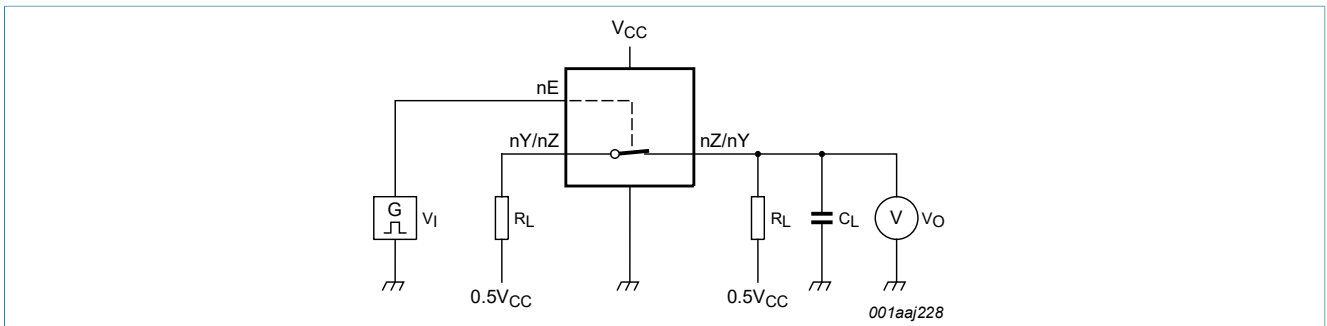 VCC
nE
nY/nZ
nZ/nY
G
VI
RL
RL
CL
V
VO
0.5VCC
0.5VCC
001aaj228